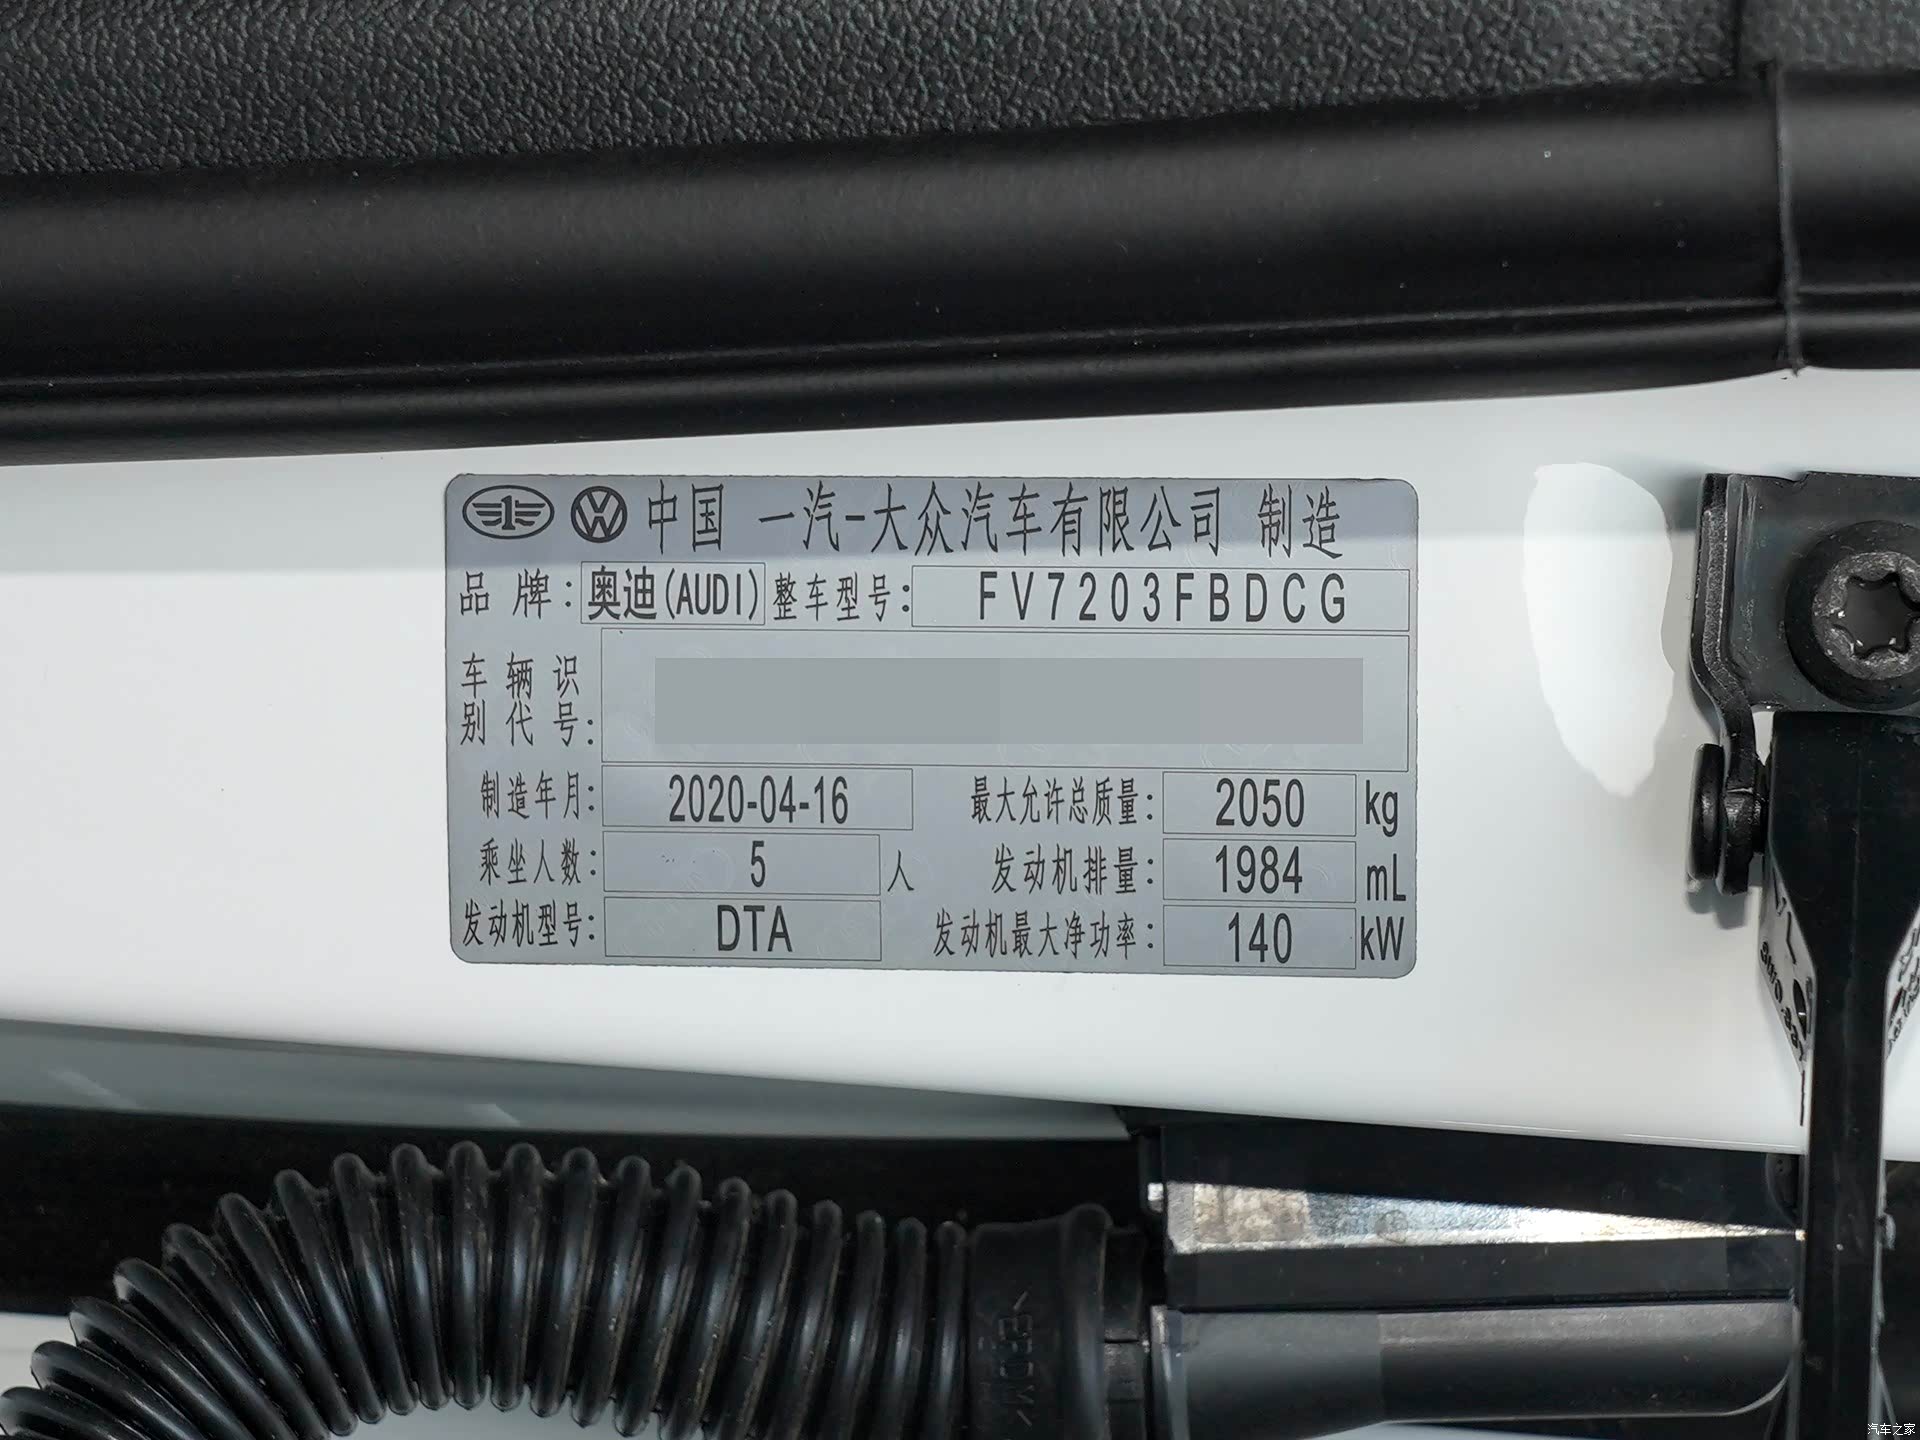 中国 一汽-大众汽车有限公司 制造
品牌:奥迪(AUDI) 整车型号:FV7203FBDCG
车辆识
别代号:
制造年月:2020-04-16 最大允许总质量:2050 kg
乘坐人数:5人 发动机排量:1984 mL
发动机型号:DTA 发动机最大净功率:140 kW
>EPDM<
汽车之家